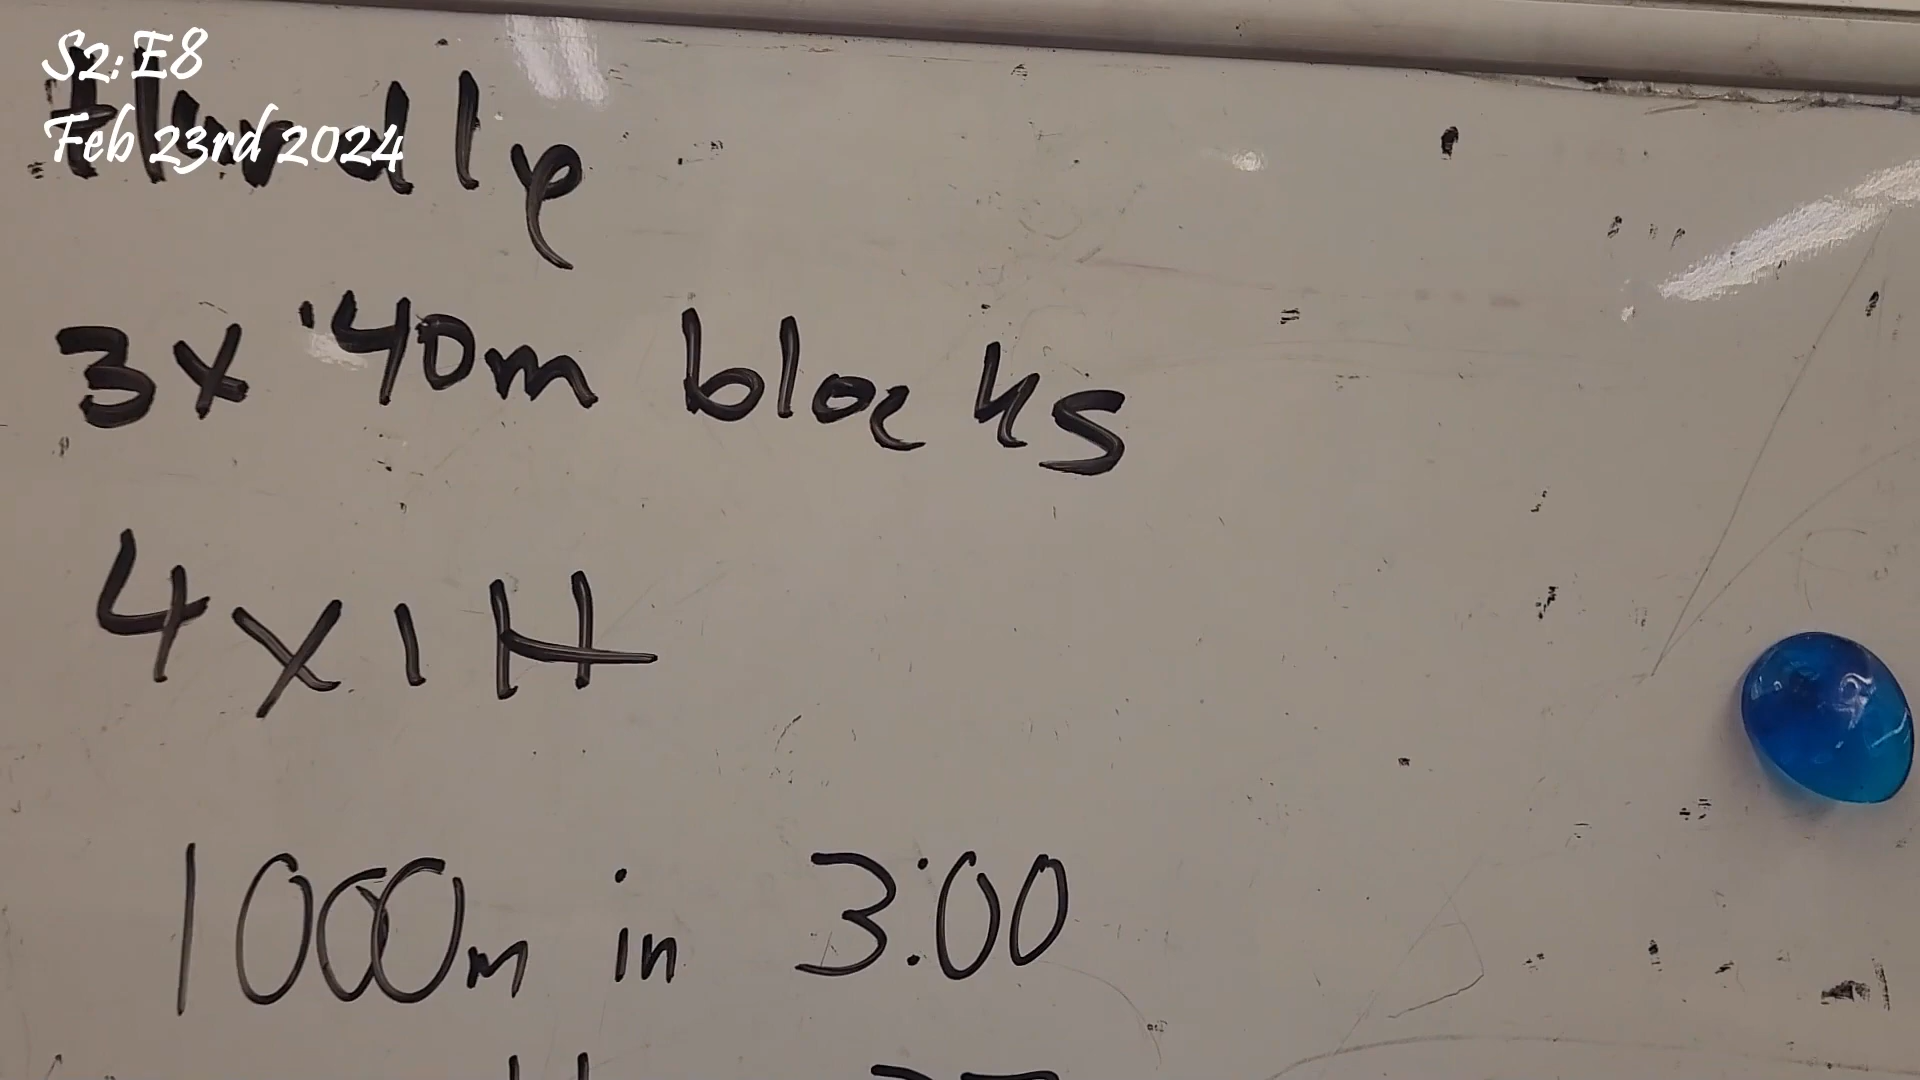 S2: E8
Feb 23rd 2024
3x 40m blocks
4x1H
1000m in 3:00